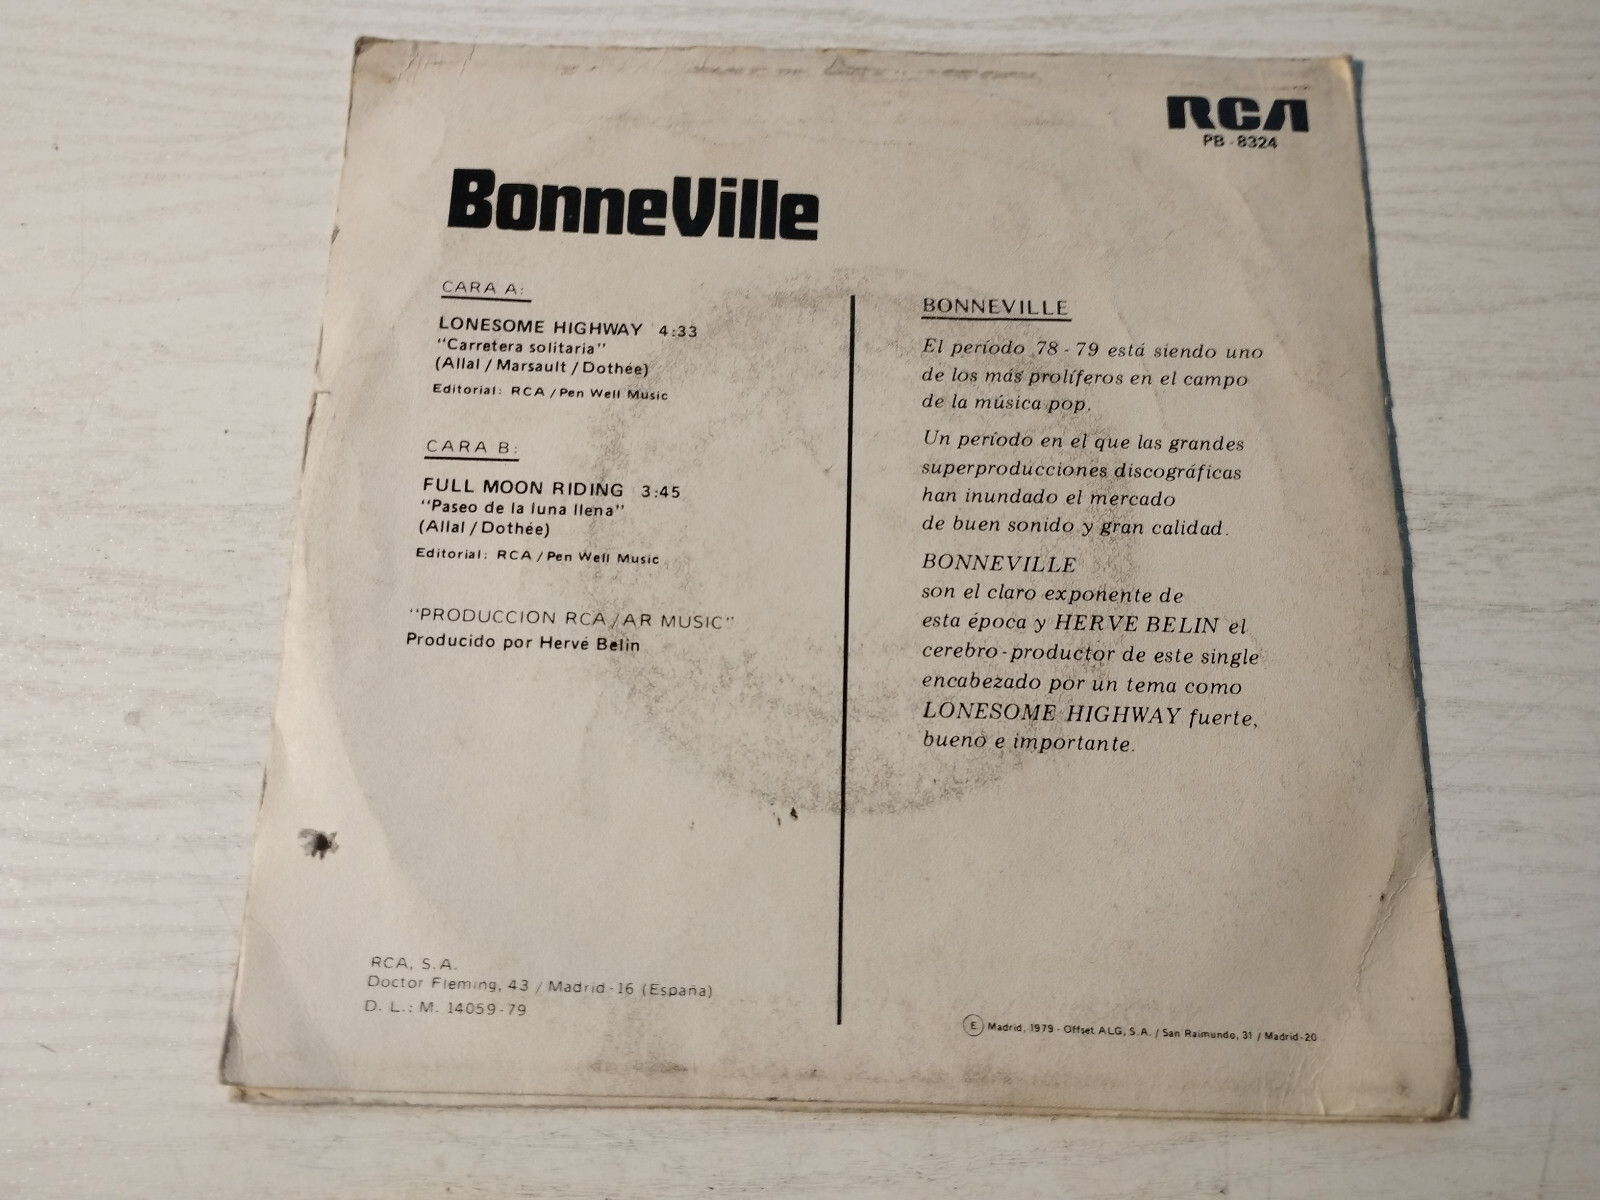 RCA
PB - 8324
BonneVille
CARA A:
LONESOME HIGHWAY 4:33
"Carretera solitaria"
(Allal / Marsault / Dothée)
Editorial: RCA / Pen Well Music
CARA B:
FULL MOON RIDING 3:45
"Paseo de la luna llena"
(Allal / Dothée)
Editorial: RCA / Pen Well Music
"PRODUCCION RCA / AR MUSIC"
Producido por Hervé Belin
RCA, S.A.
Doctor Fleming, 43 / Madrid - 16 (España)
D. L.: M. 14059 - 79
BONNEVILLE
El período 78 - 79 está siendo uno
de los más prolíferos en el campo
de la música pop.
Un período en el que las grandes
superproducciones discográficas
han inundado el mercado
de buen sonido y gran calidad.
BONNEVILLE
son el claro exponente de
esta época y HERVE BELIN el
cerebro - productor de este single
encabezado por un tema como
LONESOME HIGHWAY fuerte,
bueno e importante.
E Madrid, 1979 - Offset ALG, S.A. / San Raimundo, 31 / Madrid - 20